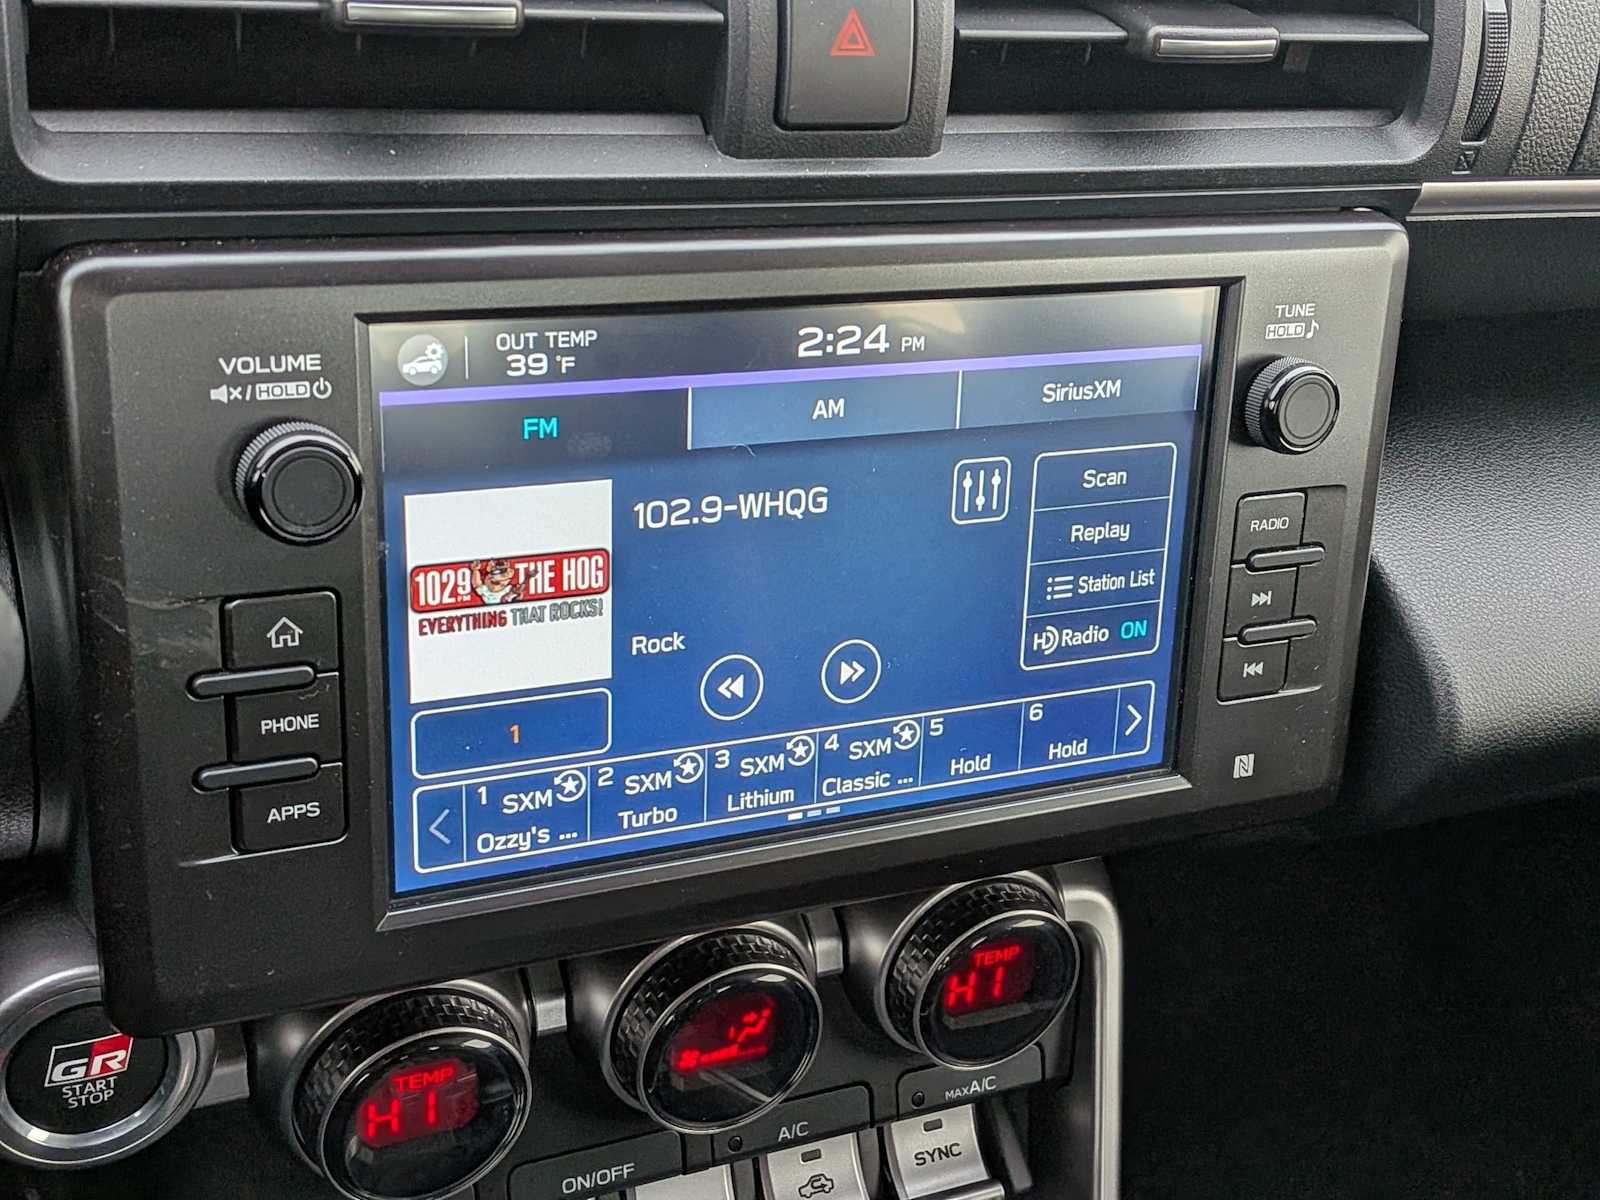 VOLUME
/ HOLD
OUT TEMP
39 °F
2:24 PM
TUNE
HOLD
FM
AM
SiriusXM
102.9-WHQG
Scan
Replay
Station List
HD Radio ON
1029 FM THE HOG
EVERYTHING THAT ROCKS!
Rock
1
1 SXM
Ozzy's ...
2 SXM
Turbo
3 SXM
Lithium
4 SXM
Classic ...
5
Hold
6
Hold
PHONE
APPS
RADIO
N
GR
START
STOP
TEMP
HI
TEMP
HI
ON/OFF
A/C
MAX A/C
SYNC